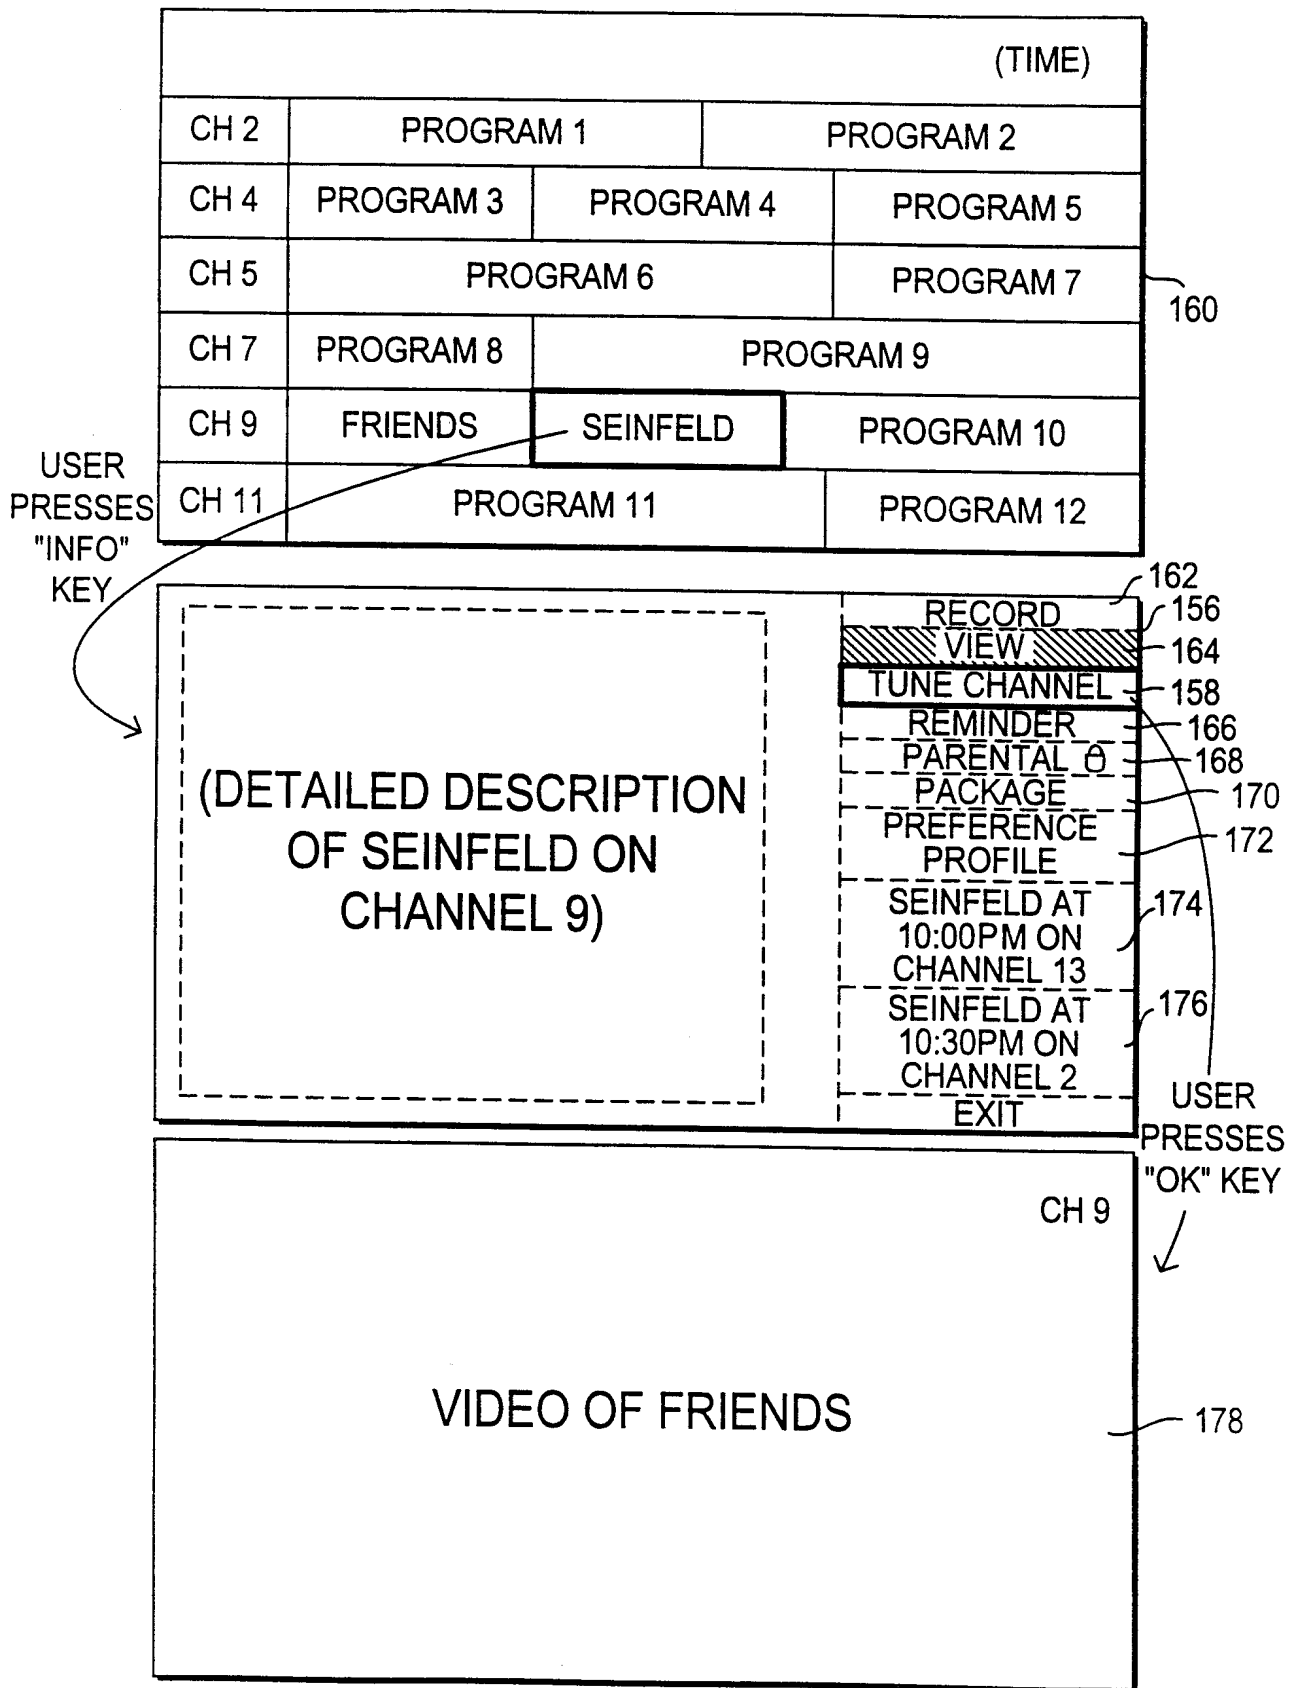 (TIME)
CH 2 PROGRAM 1 PROGRAM 2
CH 4 PROGRAM 3 PROGRAM 4 PROGRAM 5
CH 5 PROGRAM 6 PROGRAM 7
160
CH 7 PROGRAM 8 PROGRAM 9
CH 9 FRIENDS SEINFELD PROGRAM 10
CH 11 PROGRAM 11 PROGRAM 12
USER
PRESSES
"INFO"
KEY
(DETAILED DESCRIPTION
OF SEINFELD ON
CHANNEL 9)
RECORD 162
156
VIEW 164
TUNE CHANNEL 158
REMINDER 166
PARENTAL 168
PACKAGE 170
PREFERENCE
PROFILE 172
SEINFELD AT
10:00PM ON
CHANNEL 13
174
SEINFELD AT
10:30PM ON
CHANNEL 2
176
EXIT
USER
PRESSES
"OK" KEY
CH 9
VIDEO OF FRIENDS
178